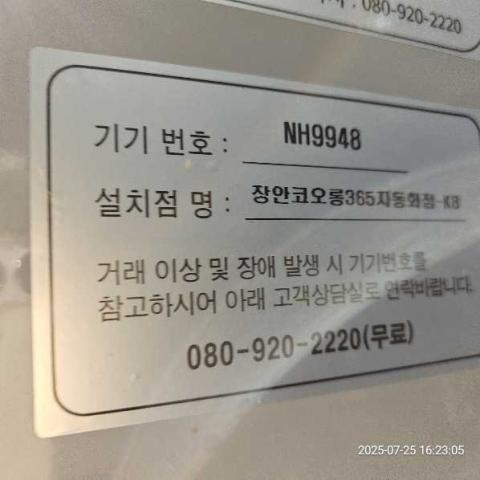 : 080-920-2220
기기 번호 : NH9948
설치점 명 : 장안코오롱365자동화점-KB
거래 이상 및 장애 발생 시 기기번호를
참고하시어 아래 고객상담실로 연락바랍니다.
080-920-2220(무료)
2025-07-25 16:23:05